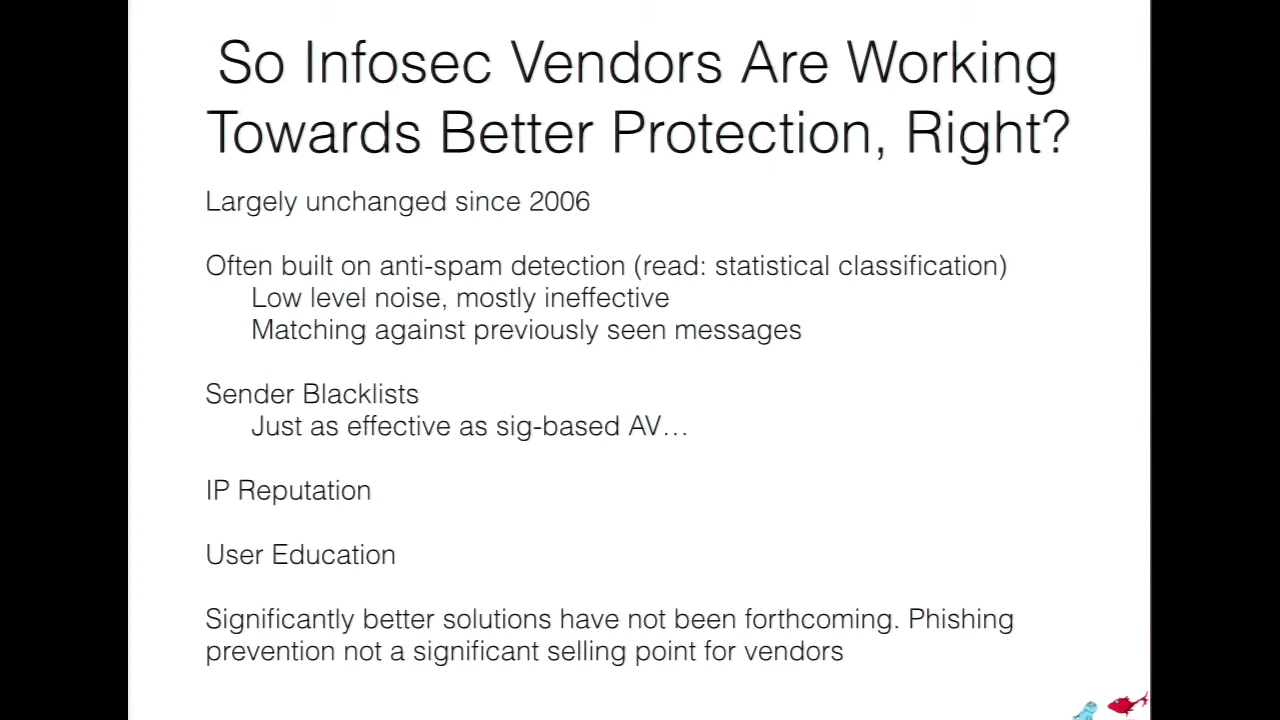 So Infosec Vendors Are Working
Towards Better Protection, Right?
Largely unchanged since 2006
Often built on anti-spam detection (read: statistical classification)
Low level noise, mostly ineffective
Matching against previously seen messages
Sender Blacklists
Just as effective as sig-based AV…
IP Reputation
User Education
Significantly better solutions have not been forthcoming. Phishing
prevention not a significant selling point for vendors